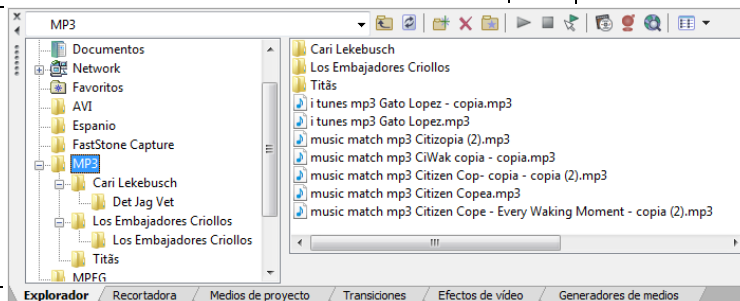 MP3
Documentos
Network
Favoritos
AVI
Espanio
FastStone Capture
MP3
Cari Lekebusch
Det Jag Vet
Los Embajadores Criollos
Los Embajadores Criollos
Titãs
MPEG
Cari Lekebusch
Los Embajadores Criollos
Titãs
i tunes mp3 Gato Lopez - copia.mp3
i tunes mp3 Gato Lopez.mp3
music match mp3 Citizopia (2).mp3
music match mp3 CiWak copia - copia.mp3
music match mp3 Citizen Cop- copia - copia (2).mp3
music match mp3 Citizen Copea.mp3
music match mp3 Citizen Cope - Every Waking Moment - copia (2).mp3
Explorador / Recortadora / Medios de proyecto / Transiciones / Efectos de vídeo / Generadores de medios